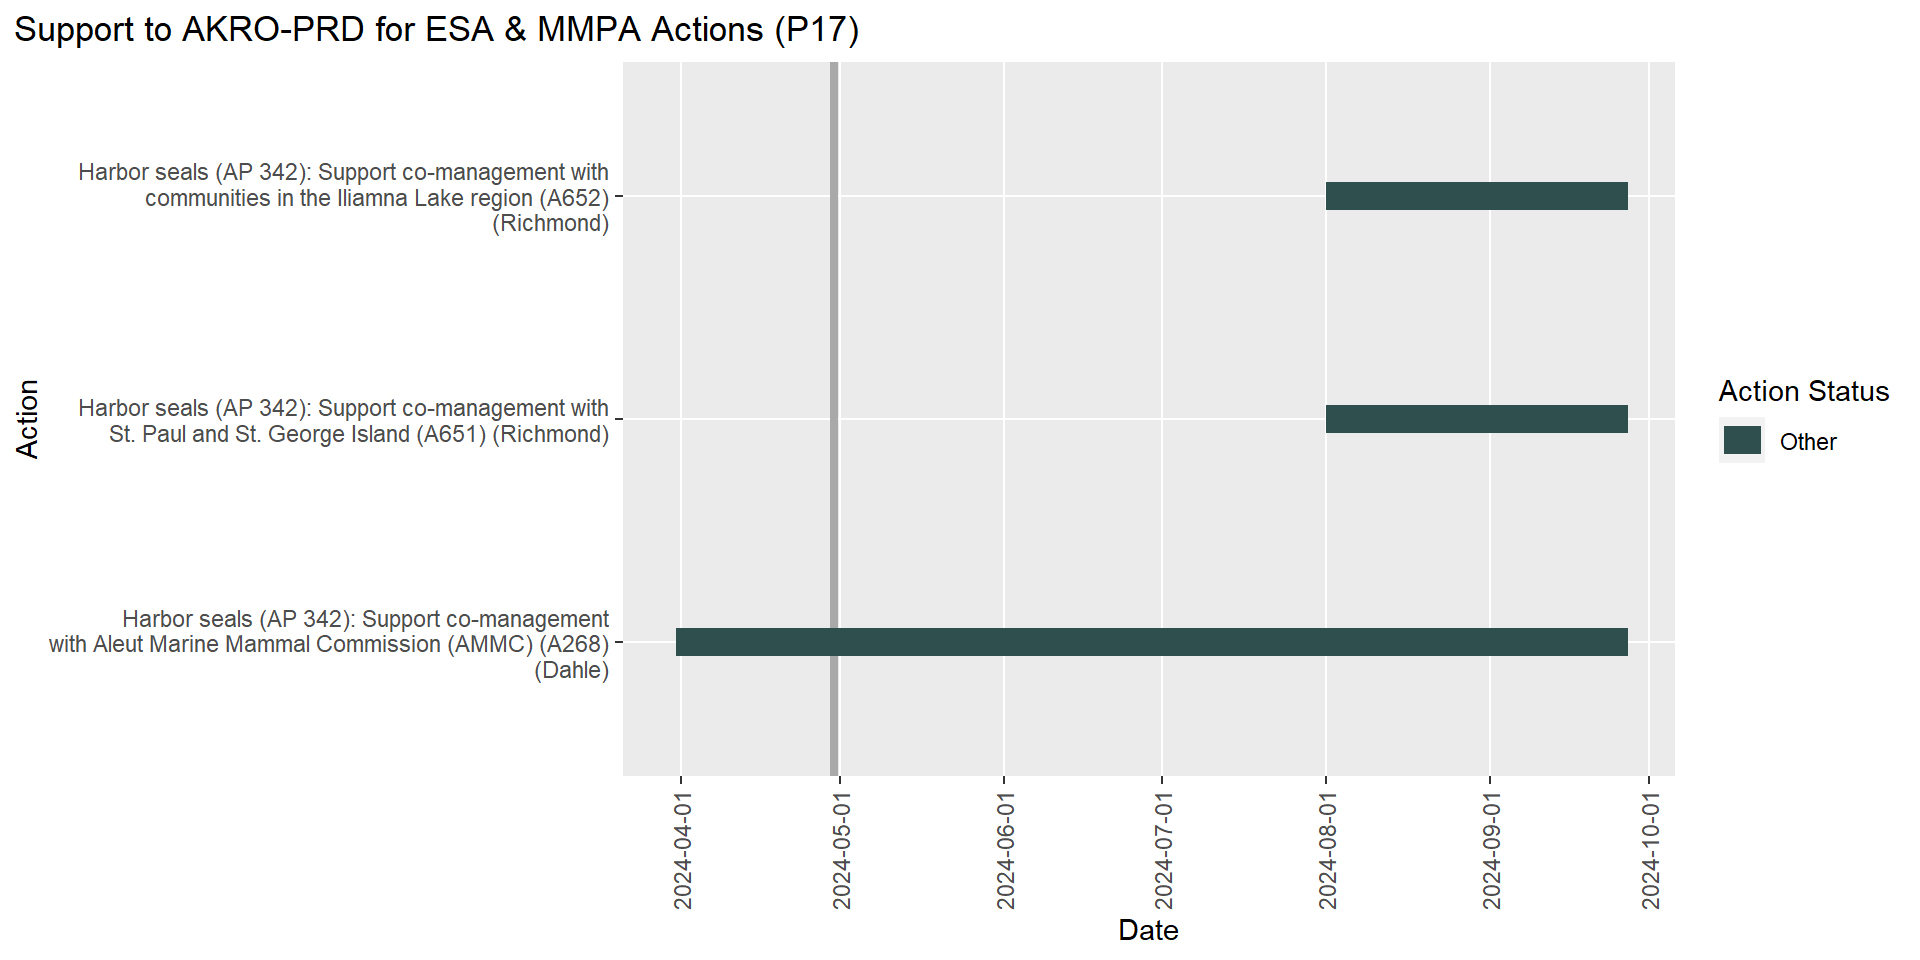 Support to AKRO-PRD for ESA & MMPA Actions (P17)
Action
Harbor seals (AP 342): Support co-management with
communities in the Iliamna Lake region (A652)
(Richmond)
Harbor seals (AP 342): Support co-management with
St. Paul and St. George Island (A651) (Richmond)
Harbor seals (AP 342): Support co-management
with Aleut Marine Mammal Commission (AMMC) (A268)
(Dahle)
2024-04-01
2024-05-01
2024-06-01
2024-07-01
2024-08-01
2024-09-01
2024-10-01
Date
Action Status
Other